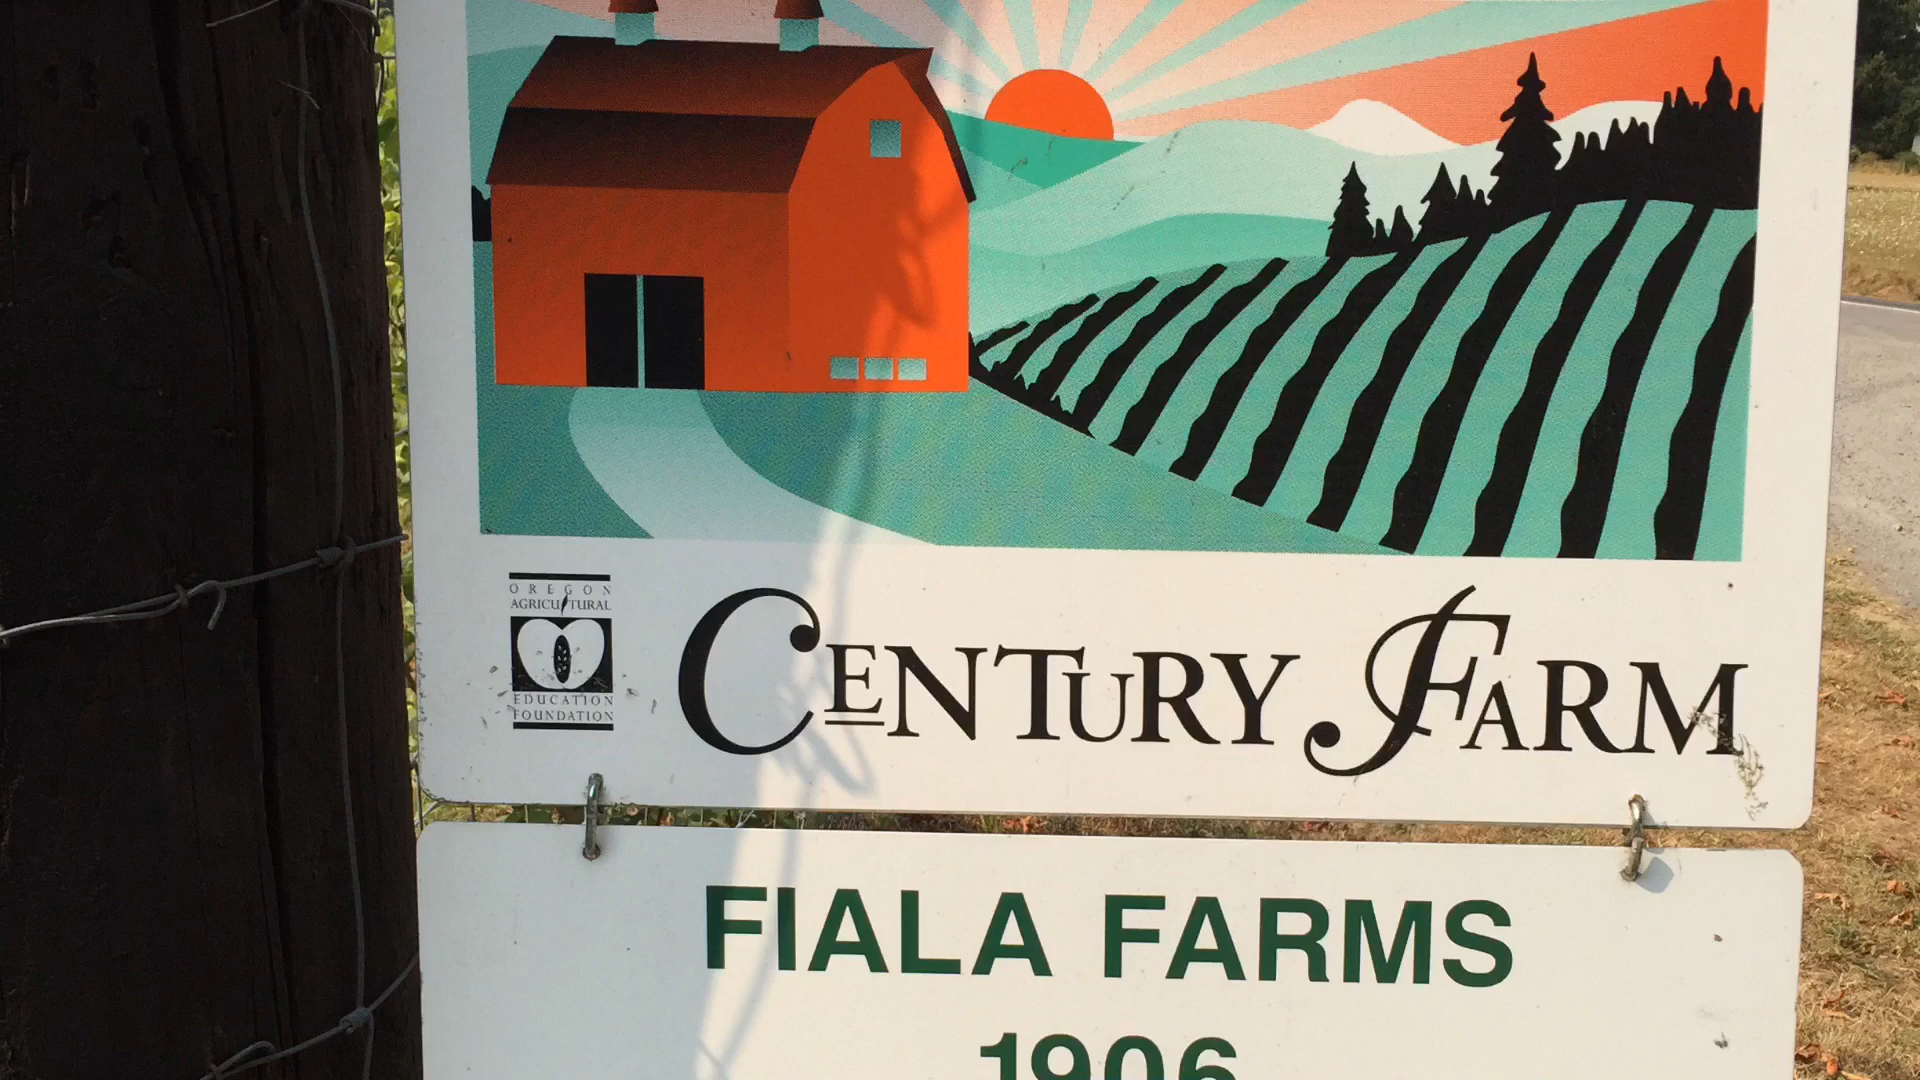 OREGON
AGRICULTURAL
EDUCATION
FOUNDATION
CENTURY FARM
FIALA FARMS
1906